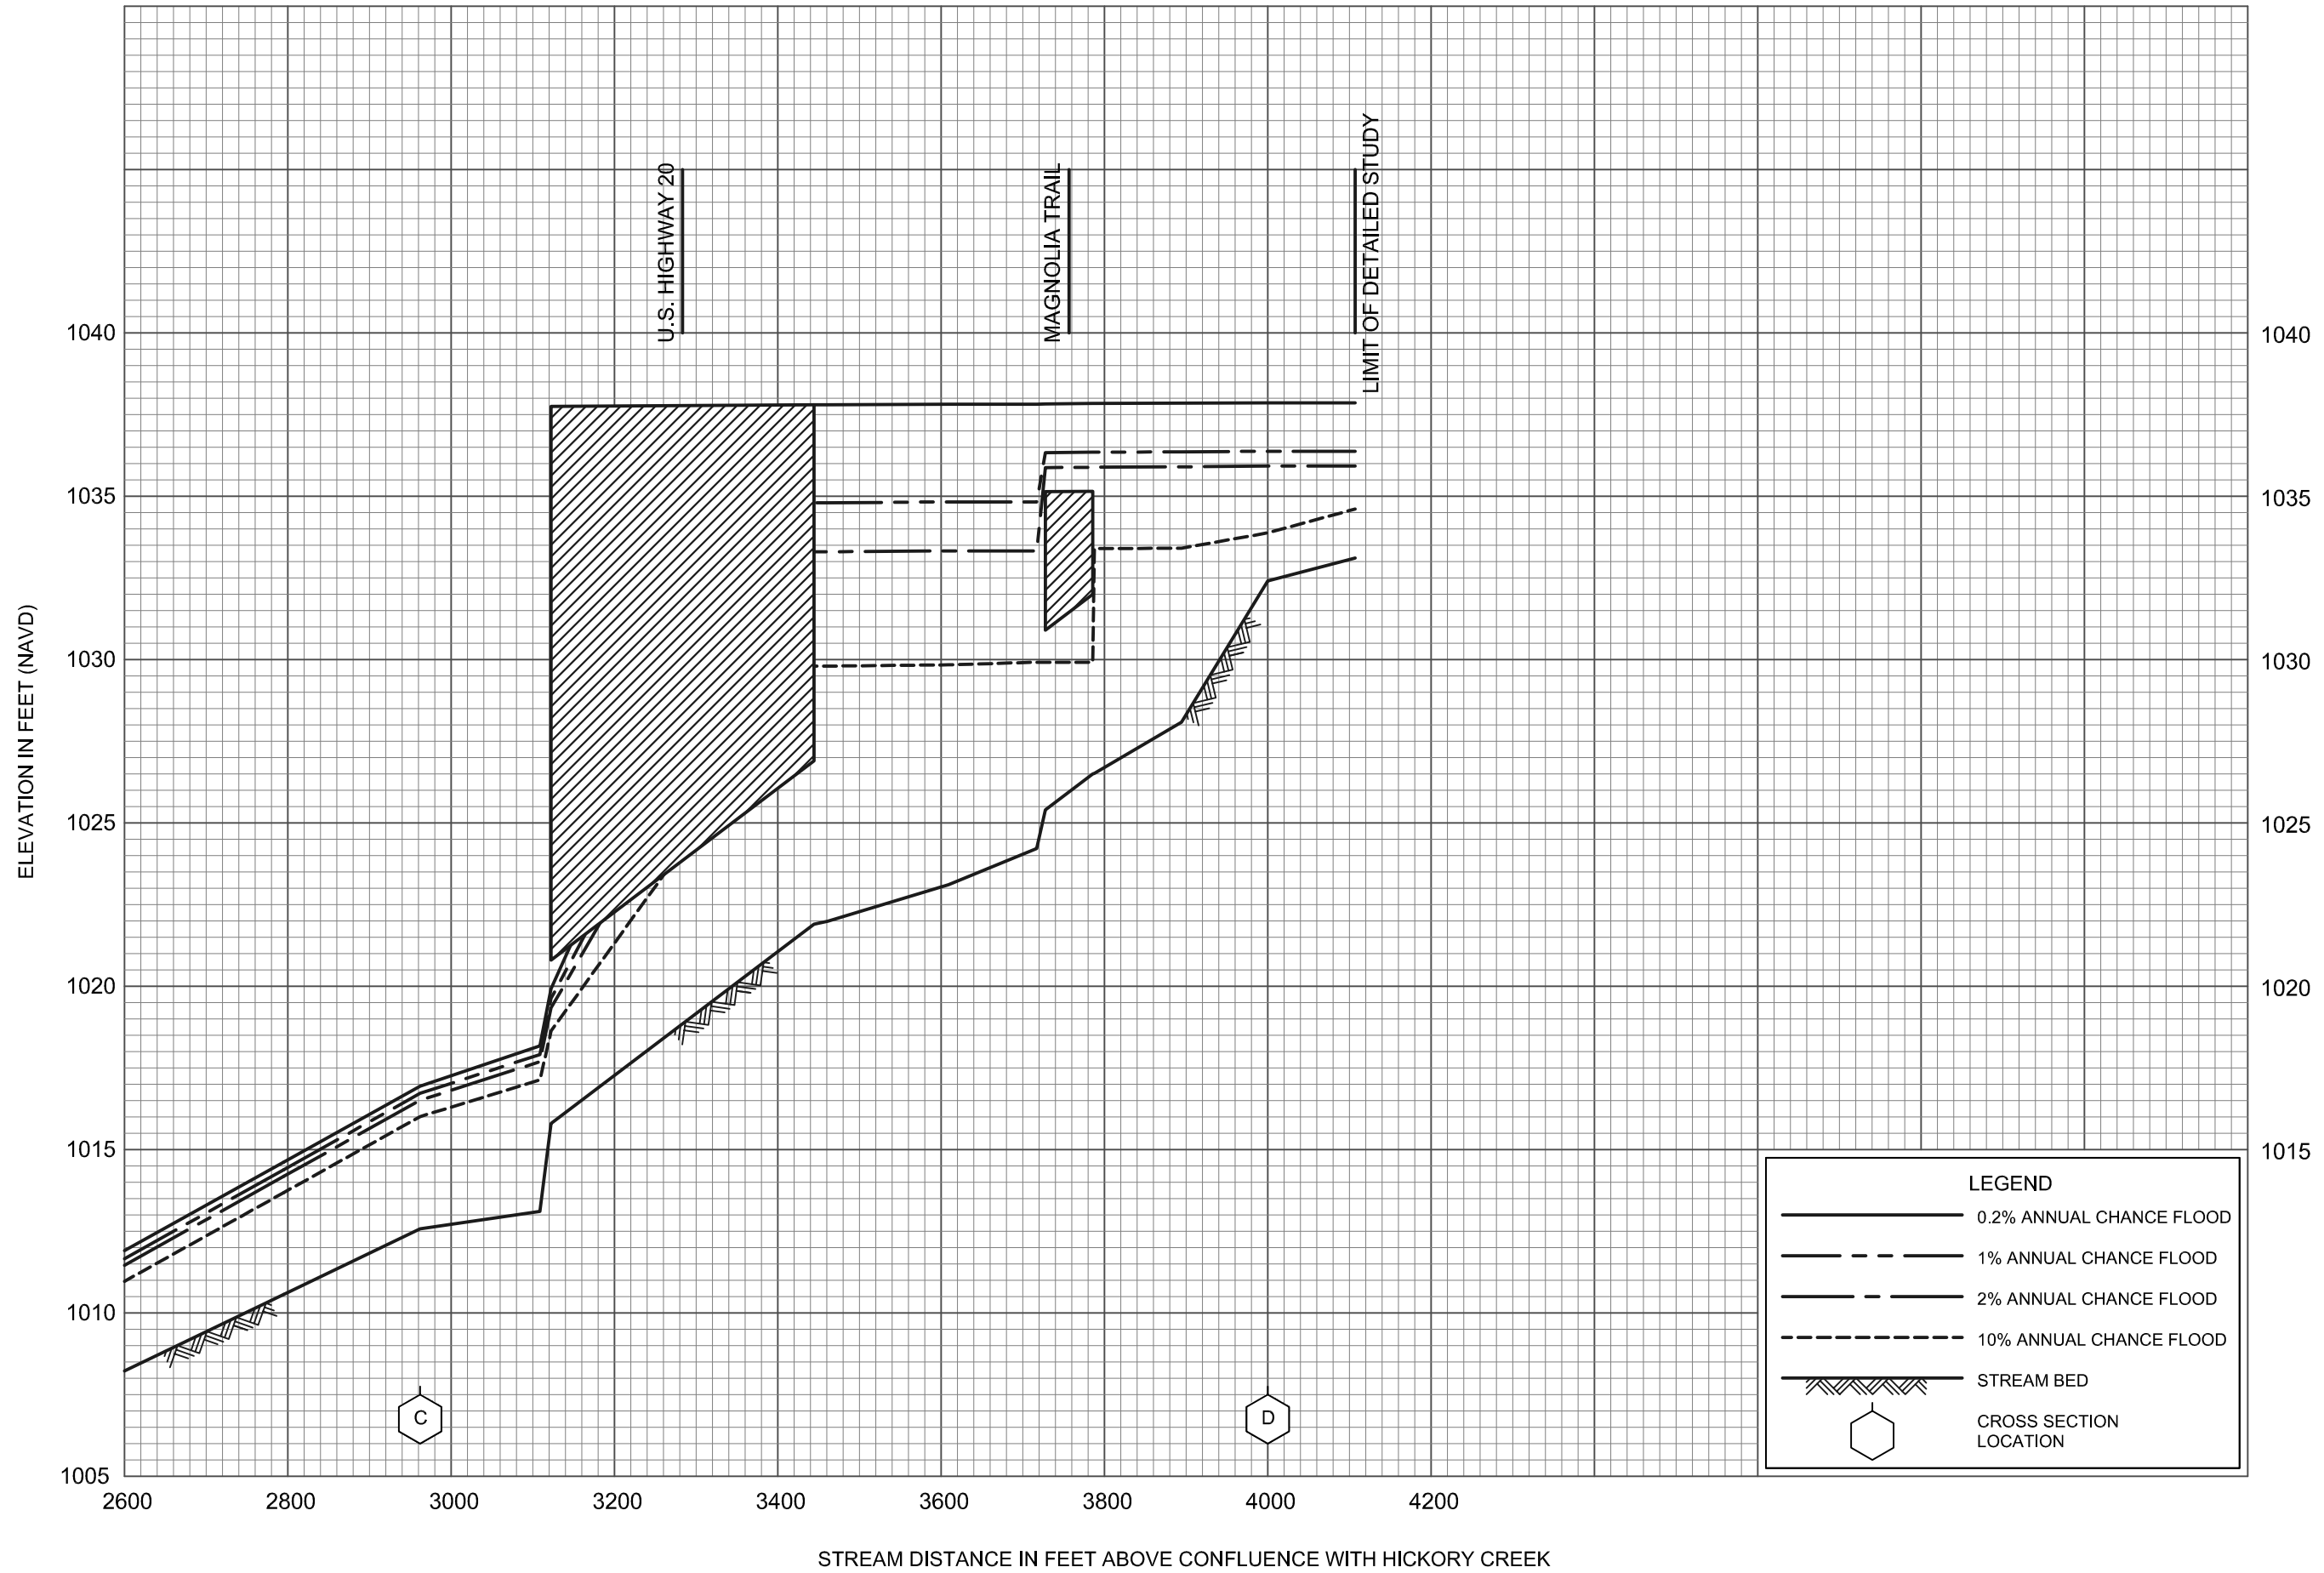 U.S. HIGHWAY 20
MAGNOLIA TRAIL
LIMIT OF DETAILED STUDY
ELEVATION IN FEET (NAVD)
1040
1035
1030
1025
1020
1015
1010
1005
1040
1035
1030
1025
1020
1015
C
D
LEGEND
0.2% ANNUAL CHANCE FLOOD
1% ANNUAL CHANCE FLOOD
2% ANNUAL CHANCE FLOOD
10% ANNUAL CHANCE FLOOD
STREAM BED
CROSS SECTION
LOCATION
2600 2800 3000 3200 3400 3600 3800 4000 4200
STREAM DISTANCE IN FEET ABOVE CONFLUENCE WITH HICKORY CREEK